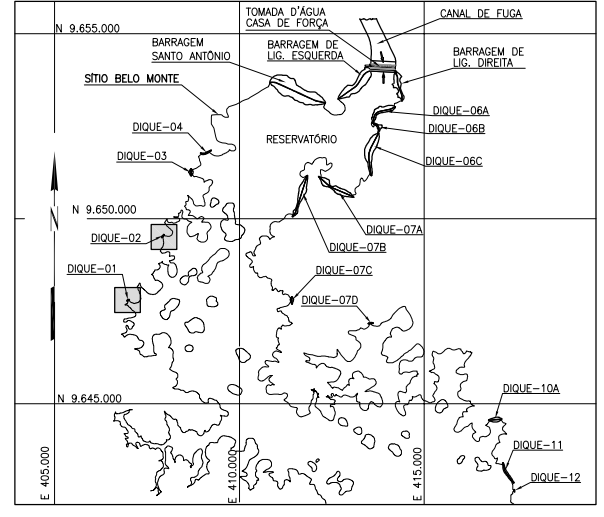 TOMADA D'ÁGUA
CASA DE FORÇA
CANAL DE FUGA
N 9.655.000
BARRAGEM
SANTO ANTÔNIO
BARRAGEM DE
LIG. ESQUERDA
BARRAGEM DE
LIG. DIREITA
SÍTIO BELO MONTE
DIQUE-06A
DIQUE-06B
DIQUE-04
RESERVATÓRIO
DIQUE-03
DIQUE-06C
N
N 9.650.000
DIQUE-07A
DIQUE-02
DIQUE-07B
DIQUE-01
DIQUE-07C
DIQUE-07D
N 9.645.000
DIQUE-10A
DIQUE-11
DIQUE-12
E 405.000
E 410.000
E 415.000